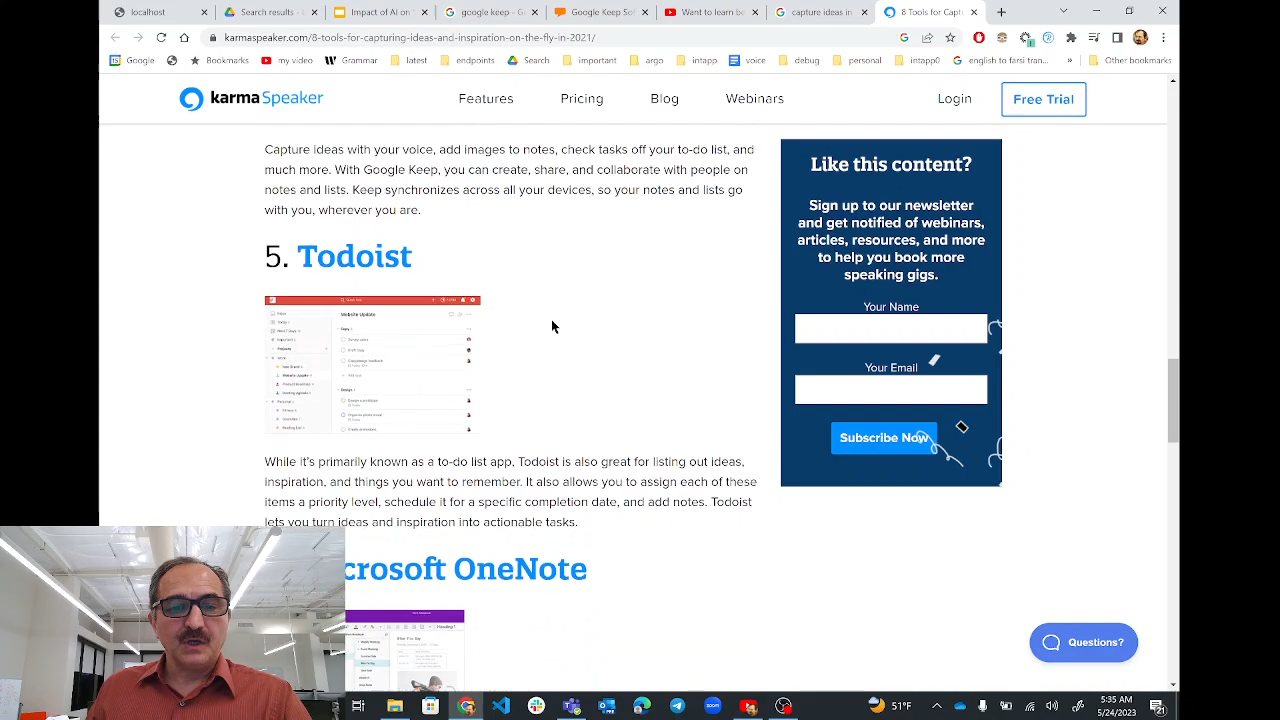 localhost
Search results - 
Impact of AI on
google keep - G
Google Keep Sol
Want to learn be
capture ideas in
8 Tools for Captu
karmaspeaker.com/8-tools-for-capturing-ideas-and-inspiration-on-the-fly-in-2021/
Google
Bookmarks
my video
Grammar
latest
endpoints
Search
important
argo
intapp
voice
debug
personal
intapp0
english to farsi tran...
»
Other bookmarks
karmaSpeaker
Features
Pricing
Blog
Webinars
Login
Free Trial
Capture ideas with your voice, add images to notes, check tasks off your to-do list, and
much more. With Google Keep, you can create, share, and collaborate with people on
notes and lists. Keep synchronizes across all your devices, so your notes and lists go
with you, wherever you are.
5. Todoist
Website Update
While it's primarily known as a to-do list app, Todoist is also great for listing out ideas,
inspiration, and things you want to remember. It also allows you to assign each of these
items a priority level, schedule it for a specific completion date, and add notes. Todoist
lets you turn ideas and inspiration into actionable tasks.
crosoft OneNote
Like this content?
Sign up to our newsletter
and get notified of webinars,
articles, resources, and more
to help you book more
speaking gigs.
Your Name
Your Email
Subscribe Now
Questions?
51°F
5:35 AM
5/24/2023